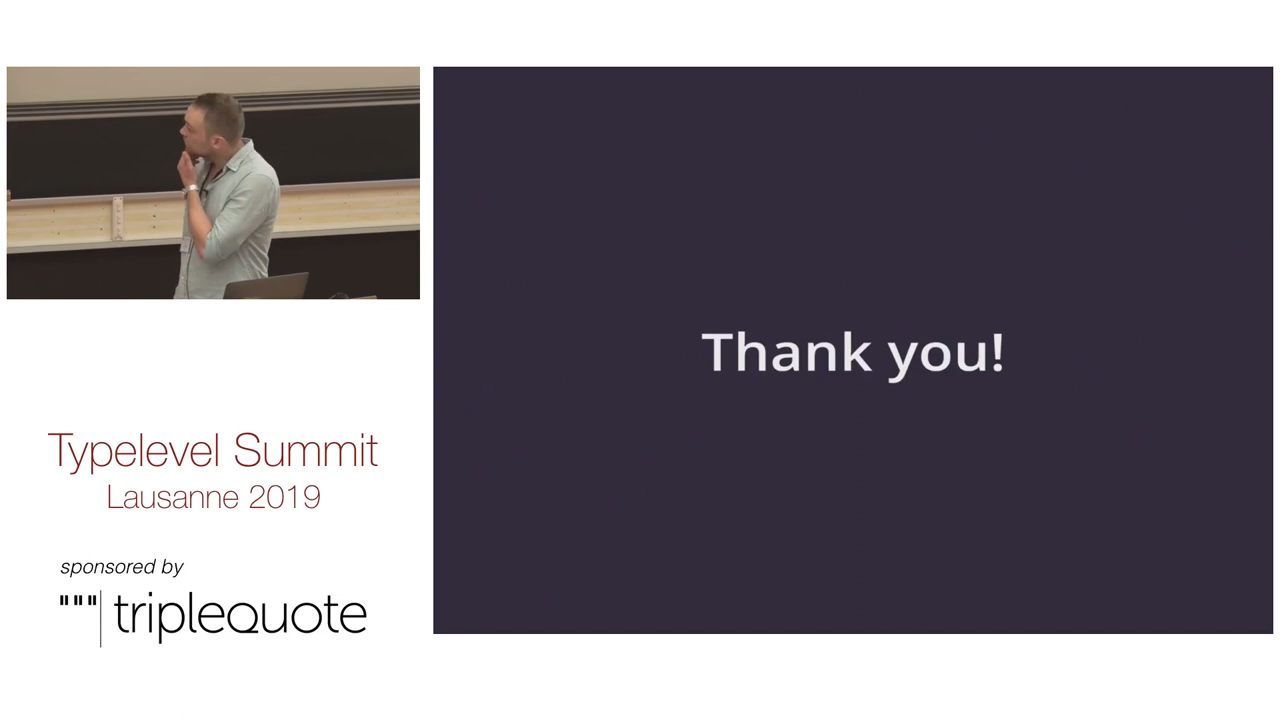 Thank you!
Typelevel Summit
Lausanne 2019
sponsored by
"""|triplequote